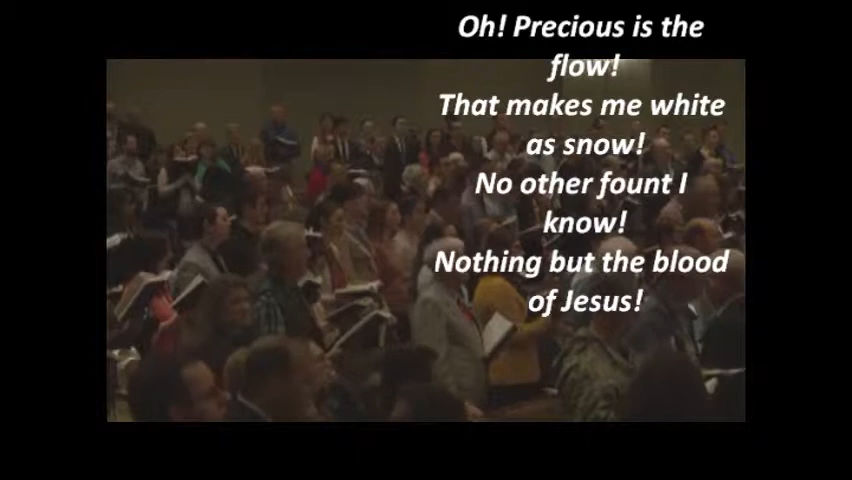 Oh! Precious is the
flow!
That makes me white
as snow!
No other fount I
know!
Nothing but the blood
of Jesus!